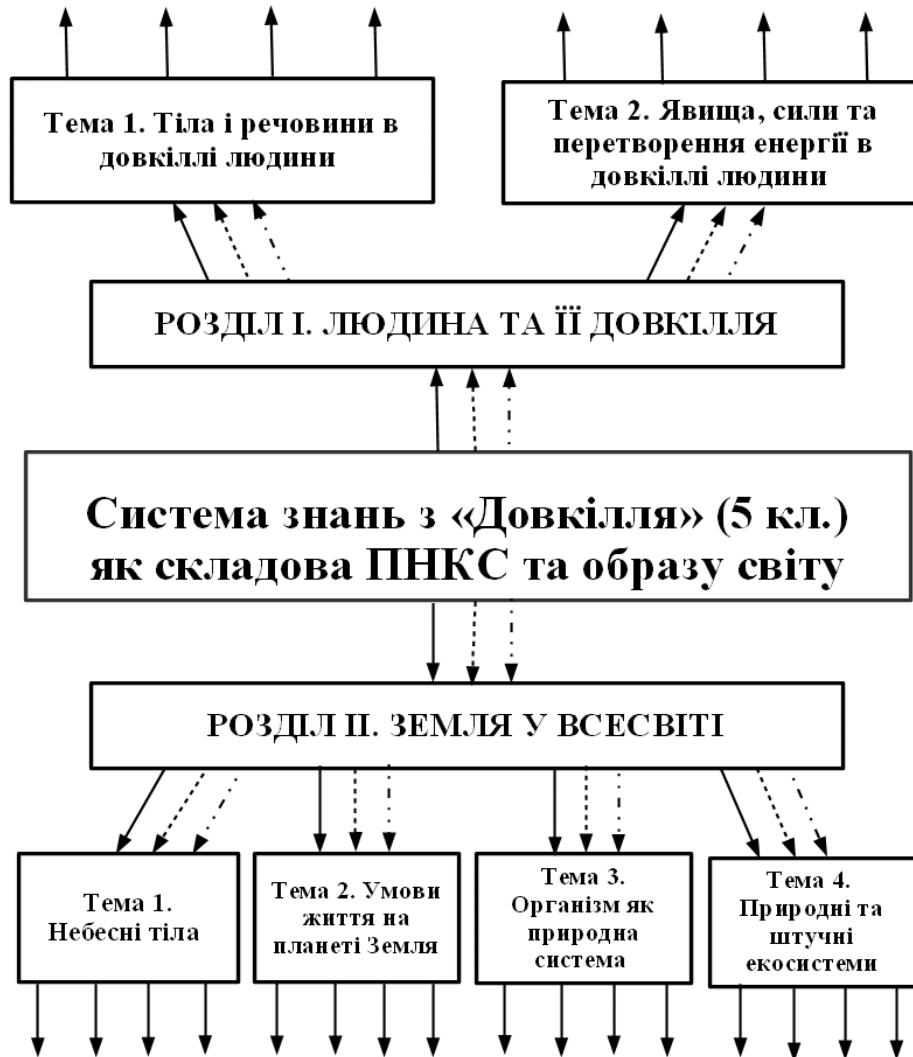 Тема 1. Тіла і речовини в
довкіллі людини
Тема 2. Явища, сили та
перетворення енергії в
довкіллі людини
РОЗДІЛ І. ЛЮДИНА ТА ЇЇ ДОВКІЛЛЯ
Система знань з «Довкілля» (5 кл.)
як складова ПНКС та образу світу
РОЗДІЛ ІІ. ЗЕМЛЯ У ВСЕСВІТІ
Тема 1.
Небесні тіла
Тема 2. Умови
життя на
планеті Земля
Тема 3.
Організм як
природна
система
Тема 4.
Природні та
штучні
екосистеми